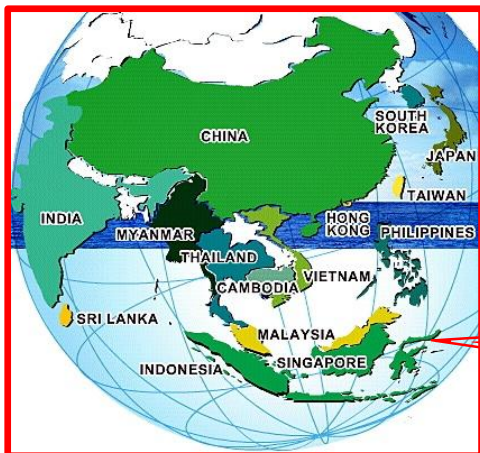 CHINA
SOUTH
KOREA
JAPAN
TAIWAN
INDIA
HONG
KONG
MYANMAR
PHILIPPINES
THAILAND
VIETNAM
CAMBODIA
SRI LANKA
MALAYSIA
SINGAPORE
INDONESIA